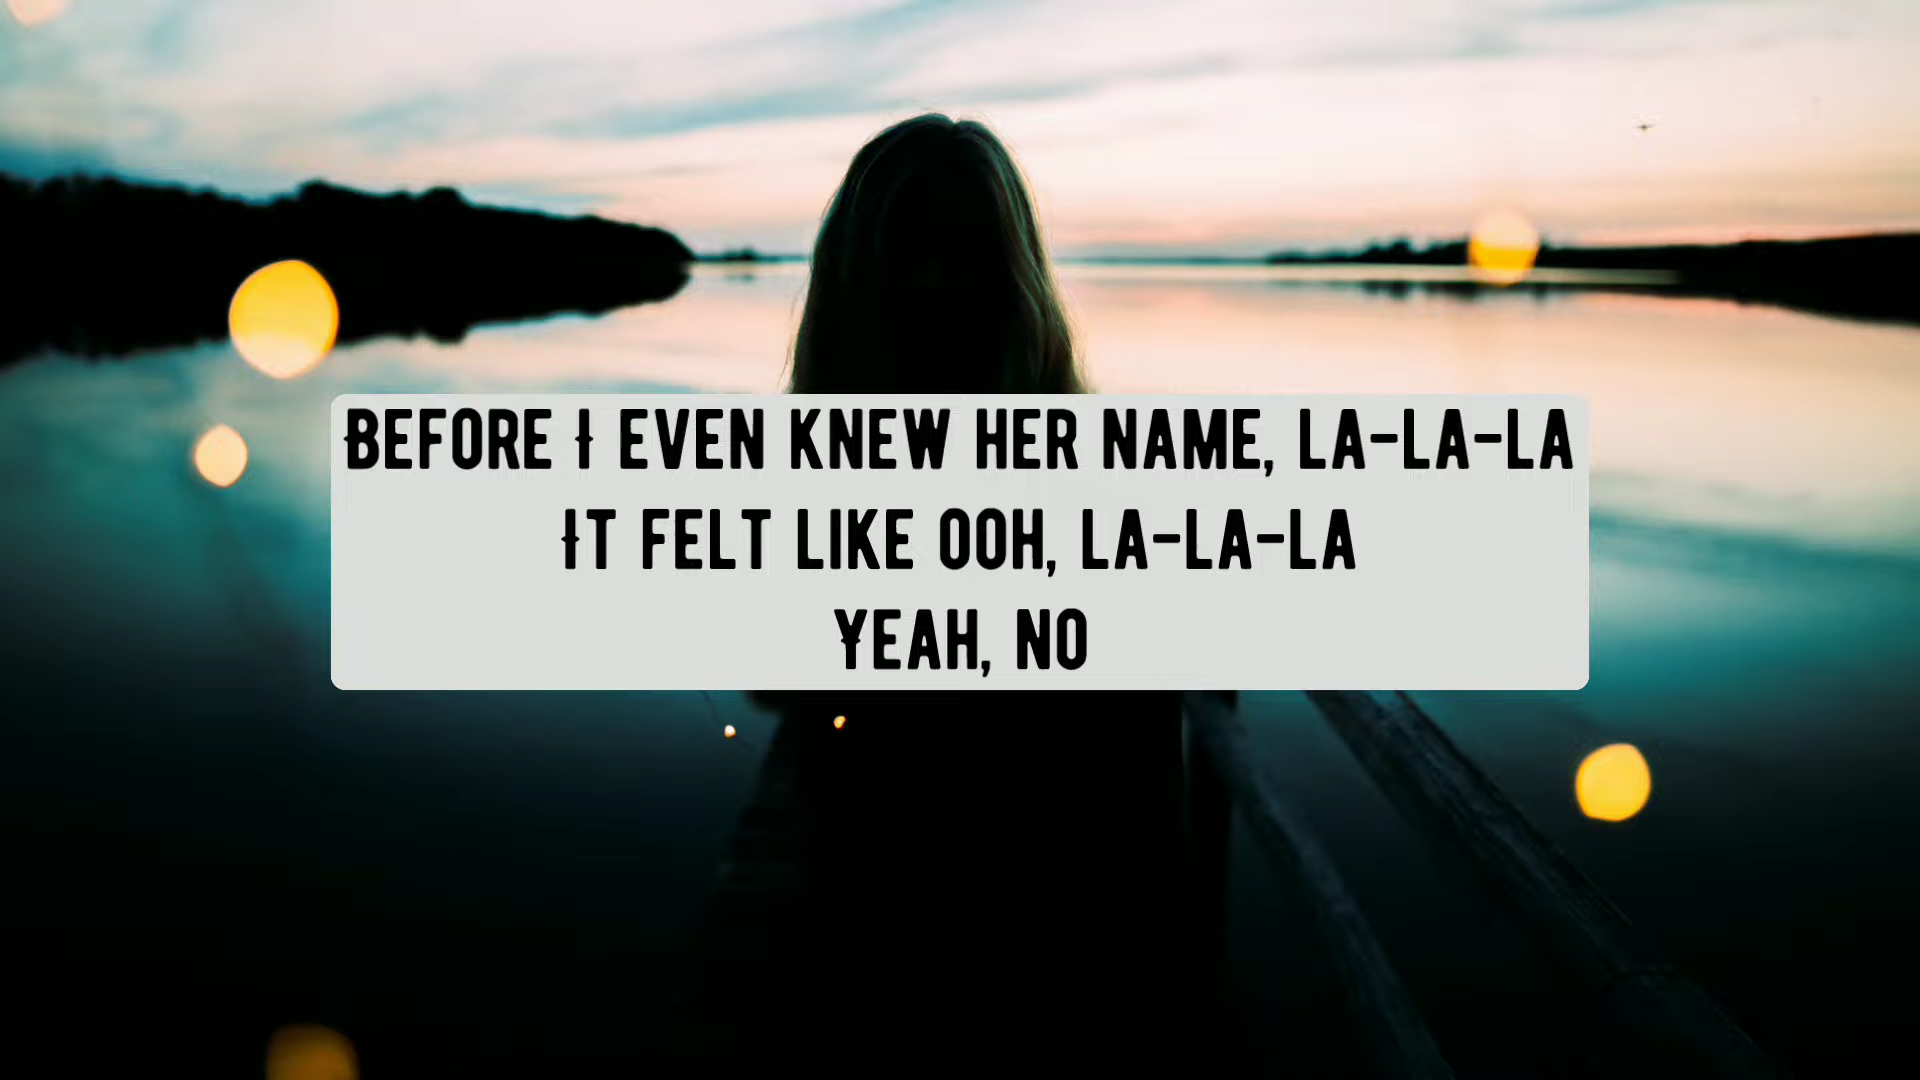 BEFORE I EVEN KNEW HER NAME, LA-LA-LA
IT FELT LIKE OOH, LA-LA-LA
YEAH, NO